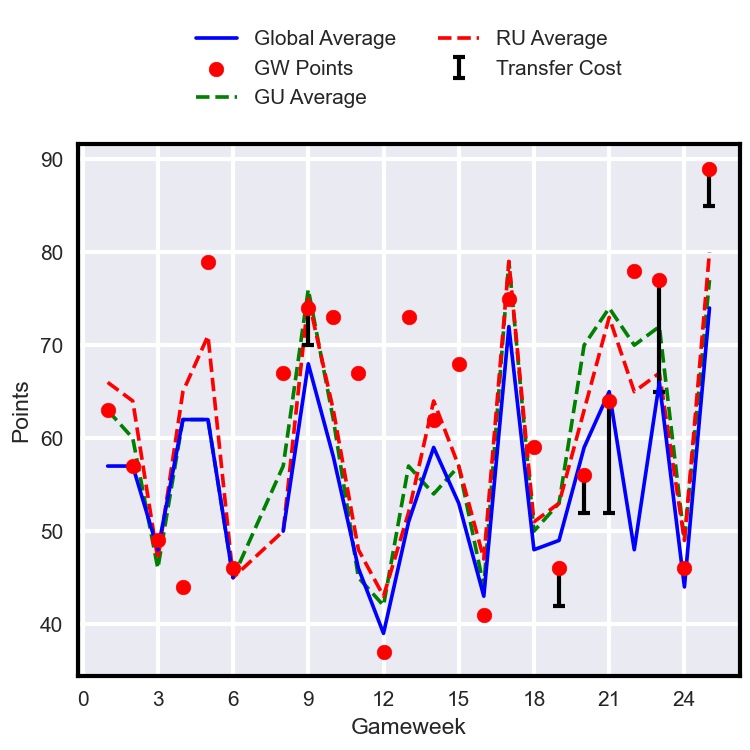 Global Average
GW Points
GU Average
RU Average
Transfer Cost
90
80
70
60
50
40
Points
0 3 6 9 12 15 18 21 24
Gameweek